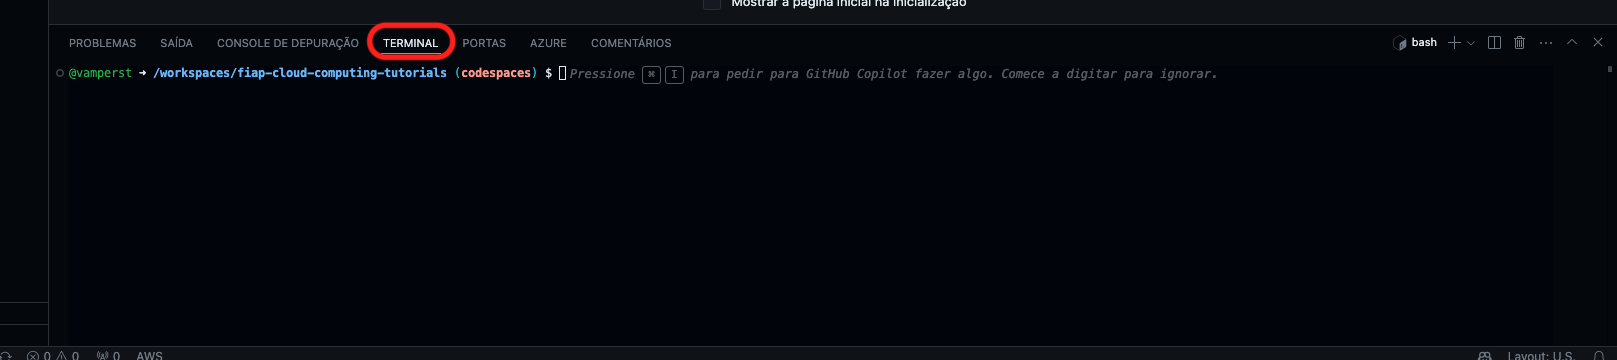 Mostrar a página inicial na inicialização
PROBLEMAS SAÍDA CONSOLE DE DEPURAÇÃO TERMINAL PORTAS AZURE COMENTÁRIOS bash
@vamperst ➜ /workspaces/fiap-cloud-computing-tutorials (codespaces) $ Pressione ⌘ I para pedir para GitHub Copilot fazer algo. Comece a digitar para ignorar.
0 0 0 AWS Layout: U.S.